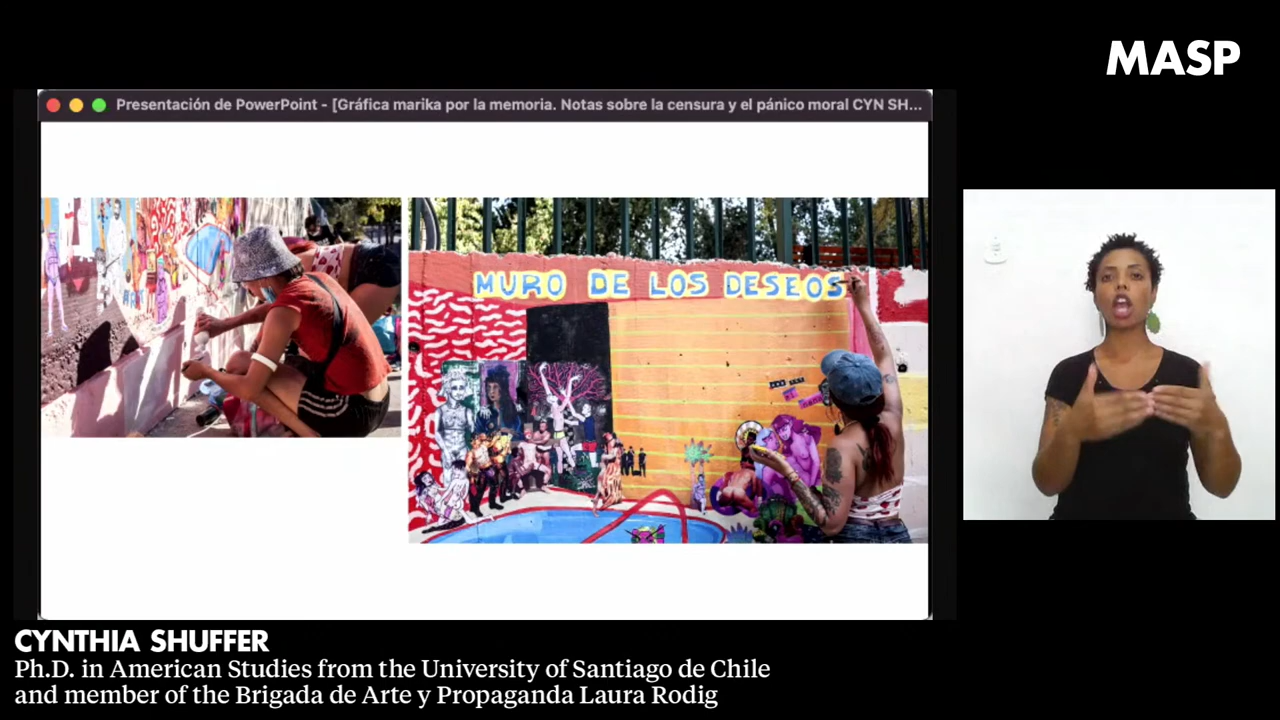 MASP
Presentación de PowerPoint - [Gráfica marika por la memoria. Notas sobre la censura y el pánico moral CYN SH...
MURO DE LOS DESEOS
CYNTHIA SHUFFER
Ph.D. in American Studies from the University of Santiago de Chile
and member of the Brigada de Arte y Propaganda Laura Rodig